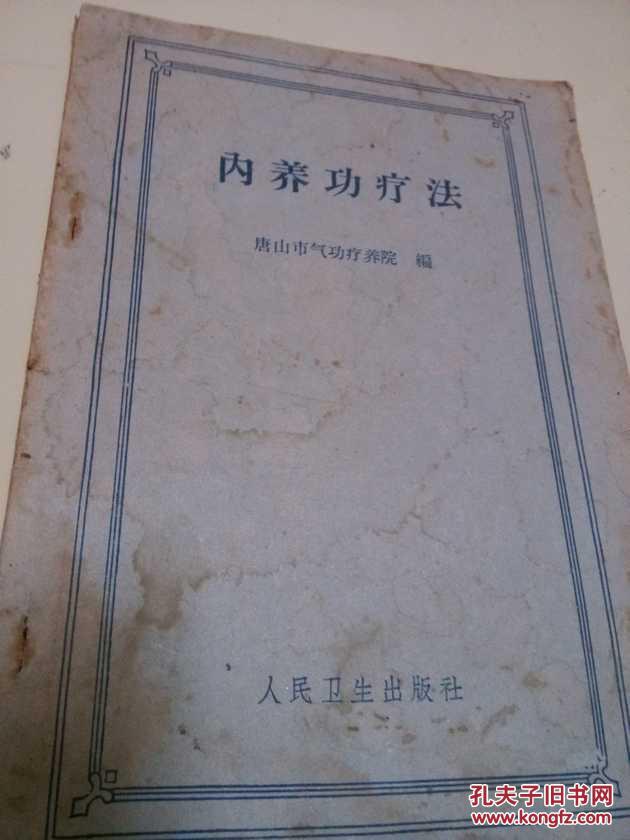 内养功疗法
唐山市气功疗养院 編
人民卫生出版社
孔夫子旧书网
www.kongfz.com